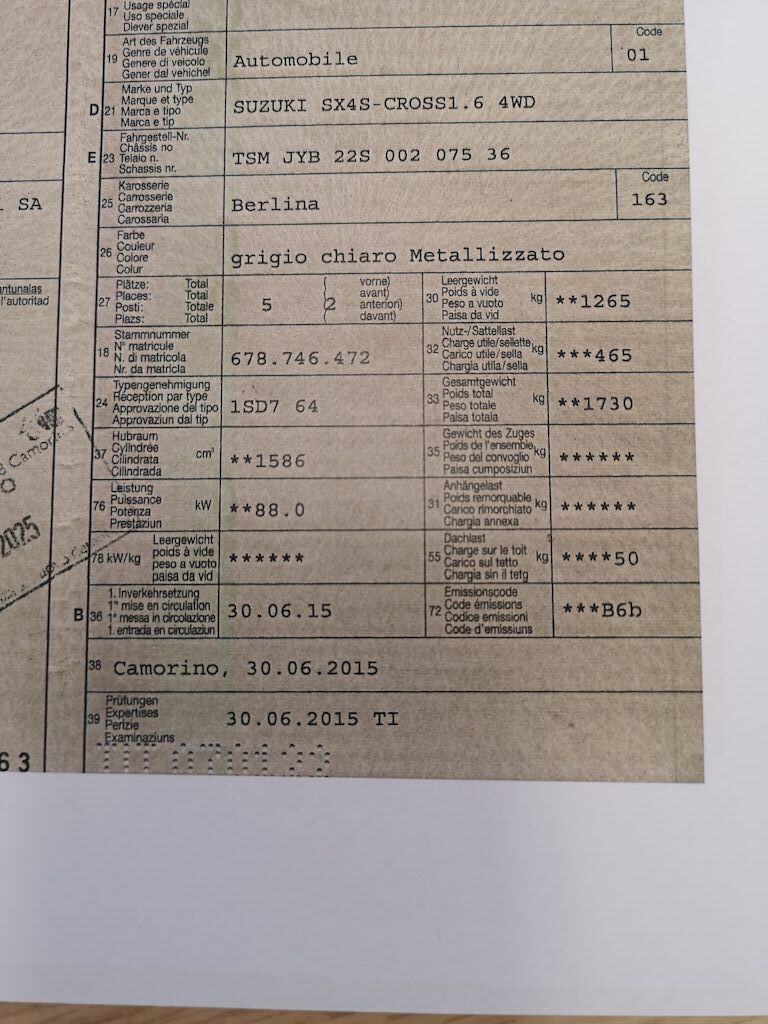 17 Usage spécial
Uso speciale
Diever spezial
19 Art des Fahrzeugs
Genre de véhicule
Genere di veicolo
Gener dal vehichel
Automobile
Code
01
D 21 Marke und Typ
Marque et type
Marca e tipo
Marca e tip
SUZUKI SX4S-CROSS1.6 4WD
E 23 Fahrgestell-Nr.
Châssis no
Telaio n.
Schassis nr.
TSM JYB 22S 002 075 36
SA
25 Karosserie
Carrosserie
Carrozzeria
Carossaria
Berlina
Code
163
26 Farbe
Couleur
Colore
Colur
grigio chiaro Metallizzato
antunalas
l'autoritad
27 Plätze: Total
Places: Total
Posti: Totale
Plazs: Total
5
2
vorne)
avant)
anteriori)
davant)
30 Leergewicht
Poids à vide
Peso a vuoto
Paisa da vid
kg
**1265
18 Stammnummer
N° matricule
N. di matricola
Nr. da matricla
678.746.472
32 Nutz-/Sattellast
Charge utile/sellette
Carico utile/sella
Chargia utila/sella
kg
***465
24 Typengenehmigung
Réception par type
Approvazione del tipo
Approvaziun dal tip
1SD7 64
33 Gesamtgewicht
Poids total
Peso totale
Paisa totala
kg
**1730
37 Hubraum
Cylindrée
Cilindrata
Cilindrada
cm³
**1586
35 Gewicht des Zuges
Poids de l'ensemble
Peso del convoglio
Paisa cumposiziun
kg
******
76 Leistung
Puissance
Potenza
Prestaziun
kW
**88.0
31 Anhängelast
Poids remorquable
Carico rimorchiato
Chargia annexa
kg
******
Camorino
2025
78 kW/kg
Leergewicht
poids à vide
peso a vuoto
paisa da vid
******
55 Dachlast
Charge sur le toit
Carico sul tetto
Chargia sin il tetg
kg
****50
B 36 1. Inverkehrsetzung
1re mise en circulation
1a messa in circolazione
1. entrada en circulaziun
30.06.15
72 Emissionscode
Code émissions
Codice emissioni
Code d'emissiuns
***B6b
38 Camorino, 30.06.2015
39 Prüfungen
Expertises
Perizie
Examinaziuns
30.06.2015 TI
63